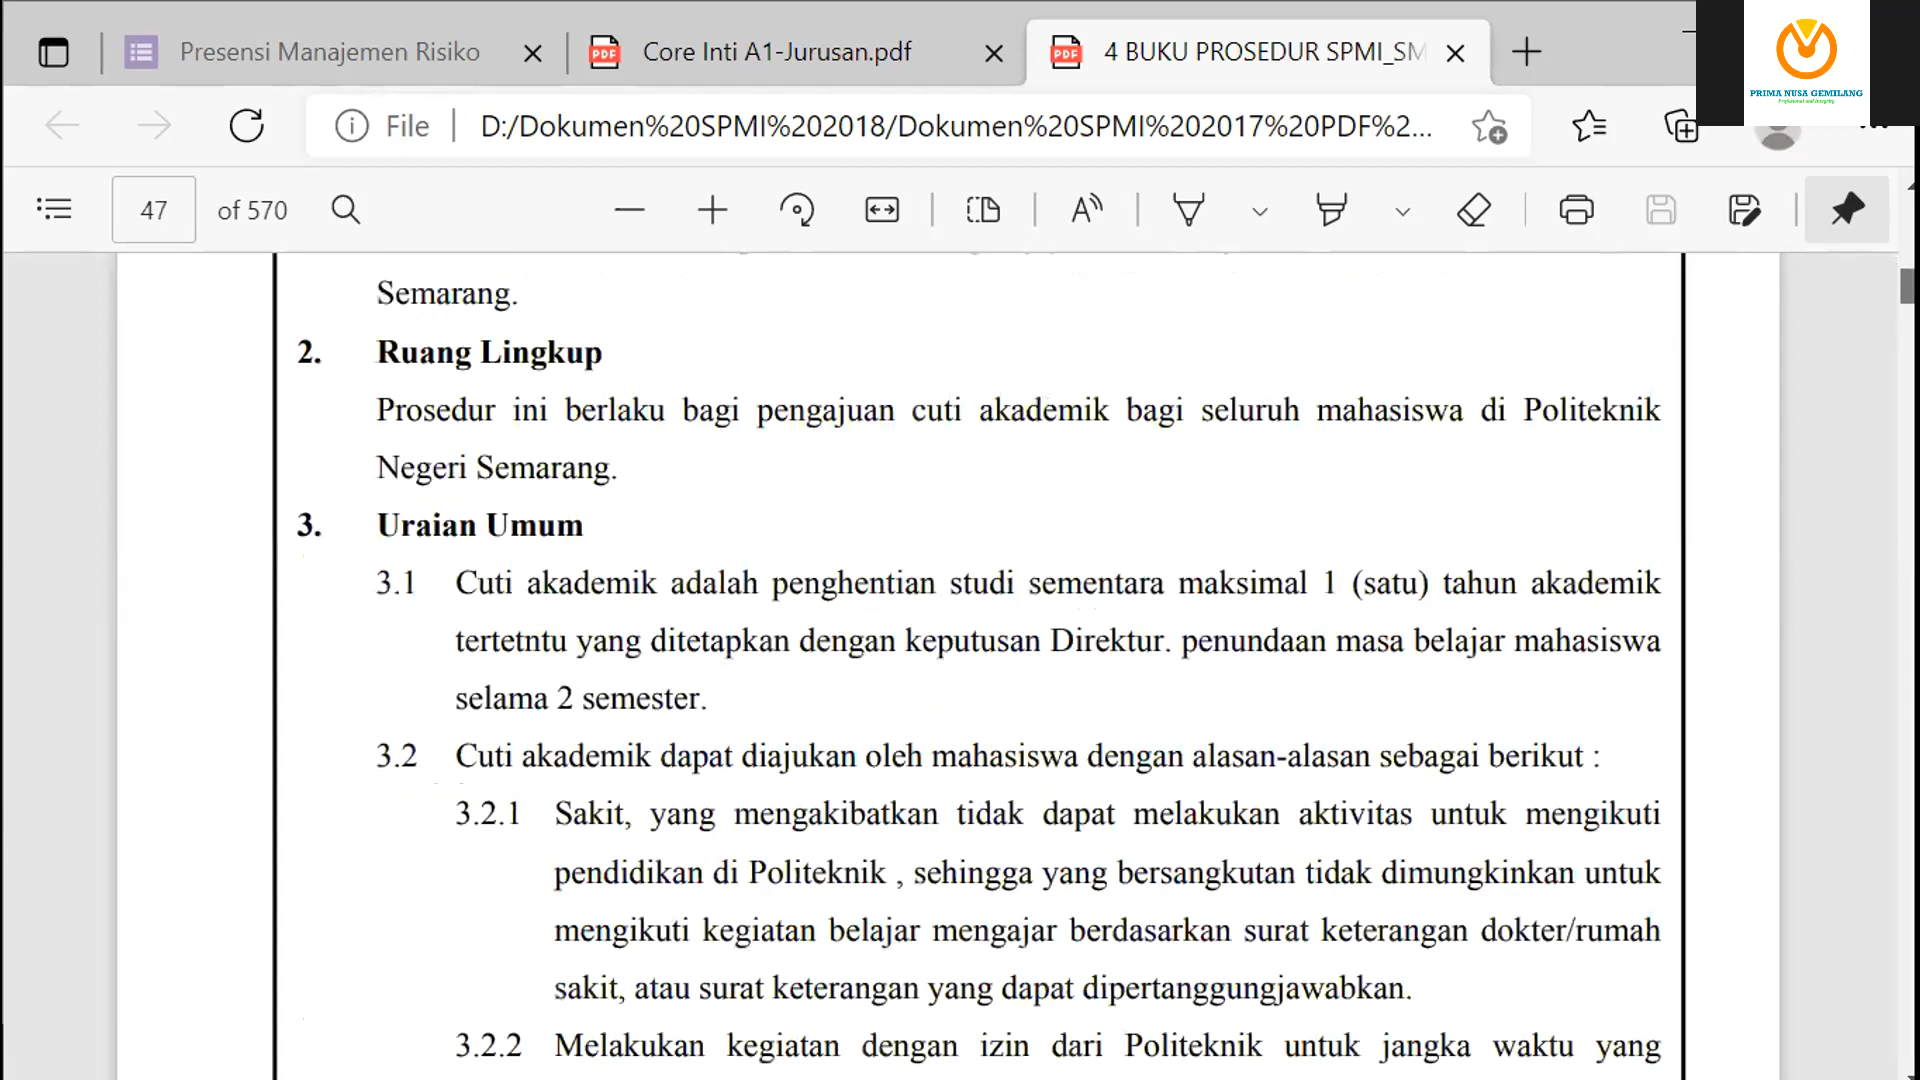 Presensi Manajemen Risiko
Core Inti A1-Jurusan.pdf
4 BUKU PROSEDUR SPMI_SM
PRIMA NUSA GEMILANG
Profesional and Integrity
File
D:/Dokumen%20SPMI%202018/Dokumen%20SPMI%202017%20PDF%2...
47 of 570
Semarang.
2. Ruang Lingkup
Prosedur ini berlaku bagi pengajuan cuti akademik bagi seluruh mahasiswa di Politeknik
Negeri Semarang.
3. Uraian Umum
3.1 Cuti akademik adalah penghentian studi sementara maksimal 1 (satu) tahun akademik
tertetntu yang ditetapkan dengan keputusan Direktur. penundaan masa belajar mahasiswa
selama 2 semester.
3.2 Cuti akademik dapat diajukan oleh mahasiswa dengan alasan-alasan sebagai berikut :
3.2.1 Sakit, yang mengakibatkan tidak dapat melakukan aktivitas untuk mengikuti
pendidikan di Politeknik , sehingga yang bersangkutan tidak dimungkinkan untuk
mengikuti kegiatan belajar mengajar berdasarkan surat keterangan dokter/rumah
sakit, atau surat keterangan yang dapat dipertanggungjawabkan.
3.2.2 Melakukan kegiatan dengan izin dari Politeknik untuk jangka waktu yang